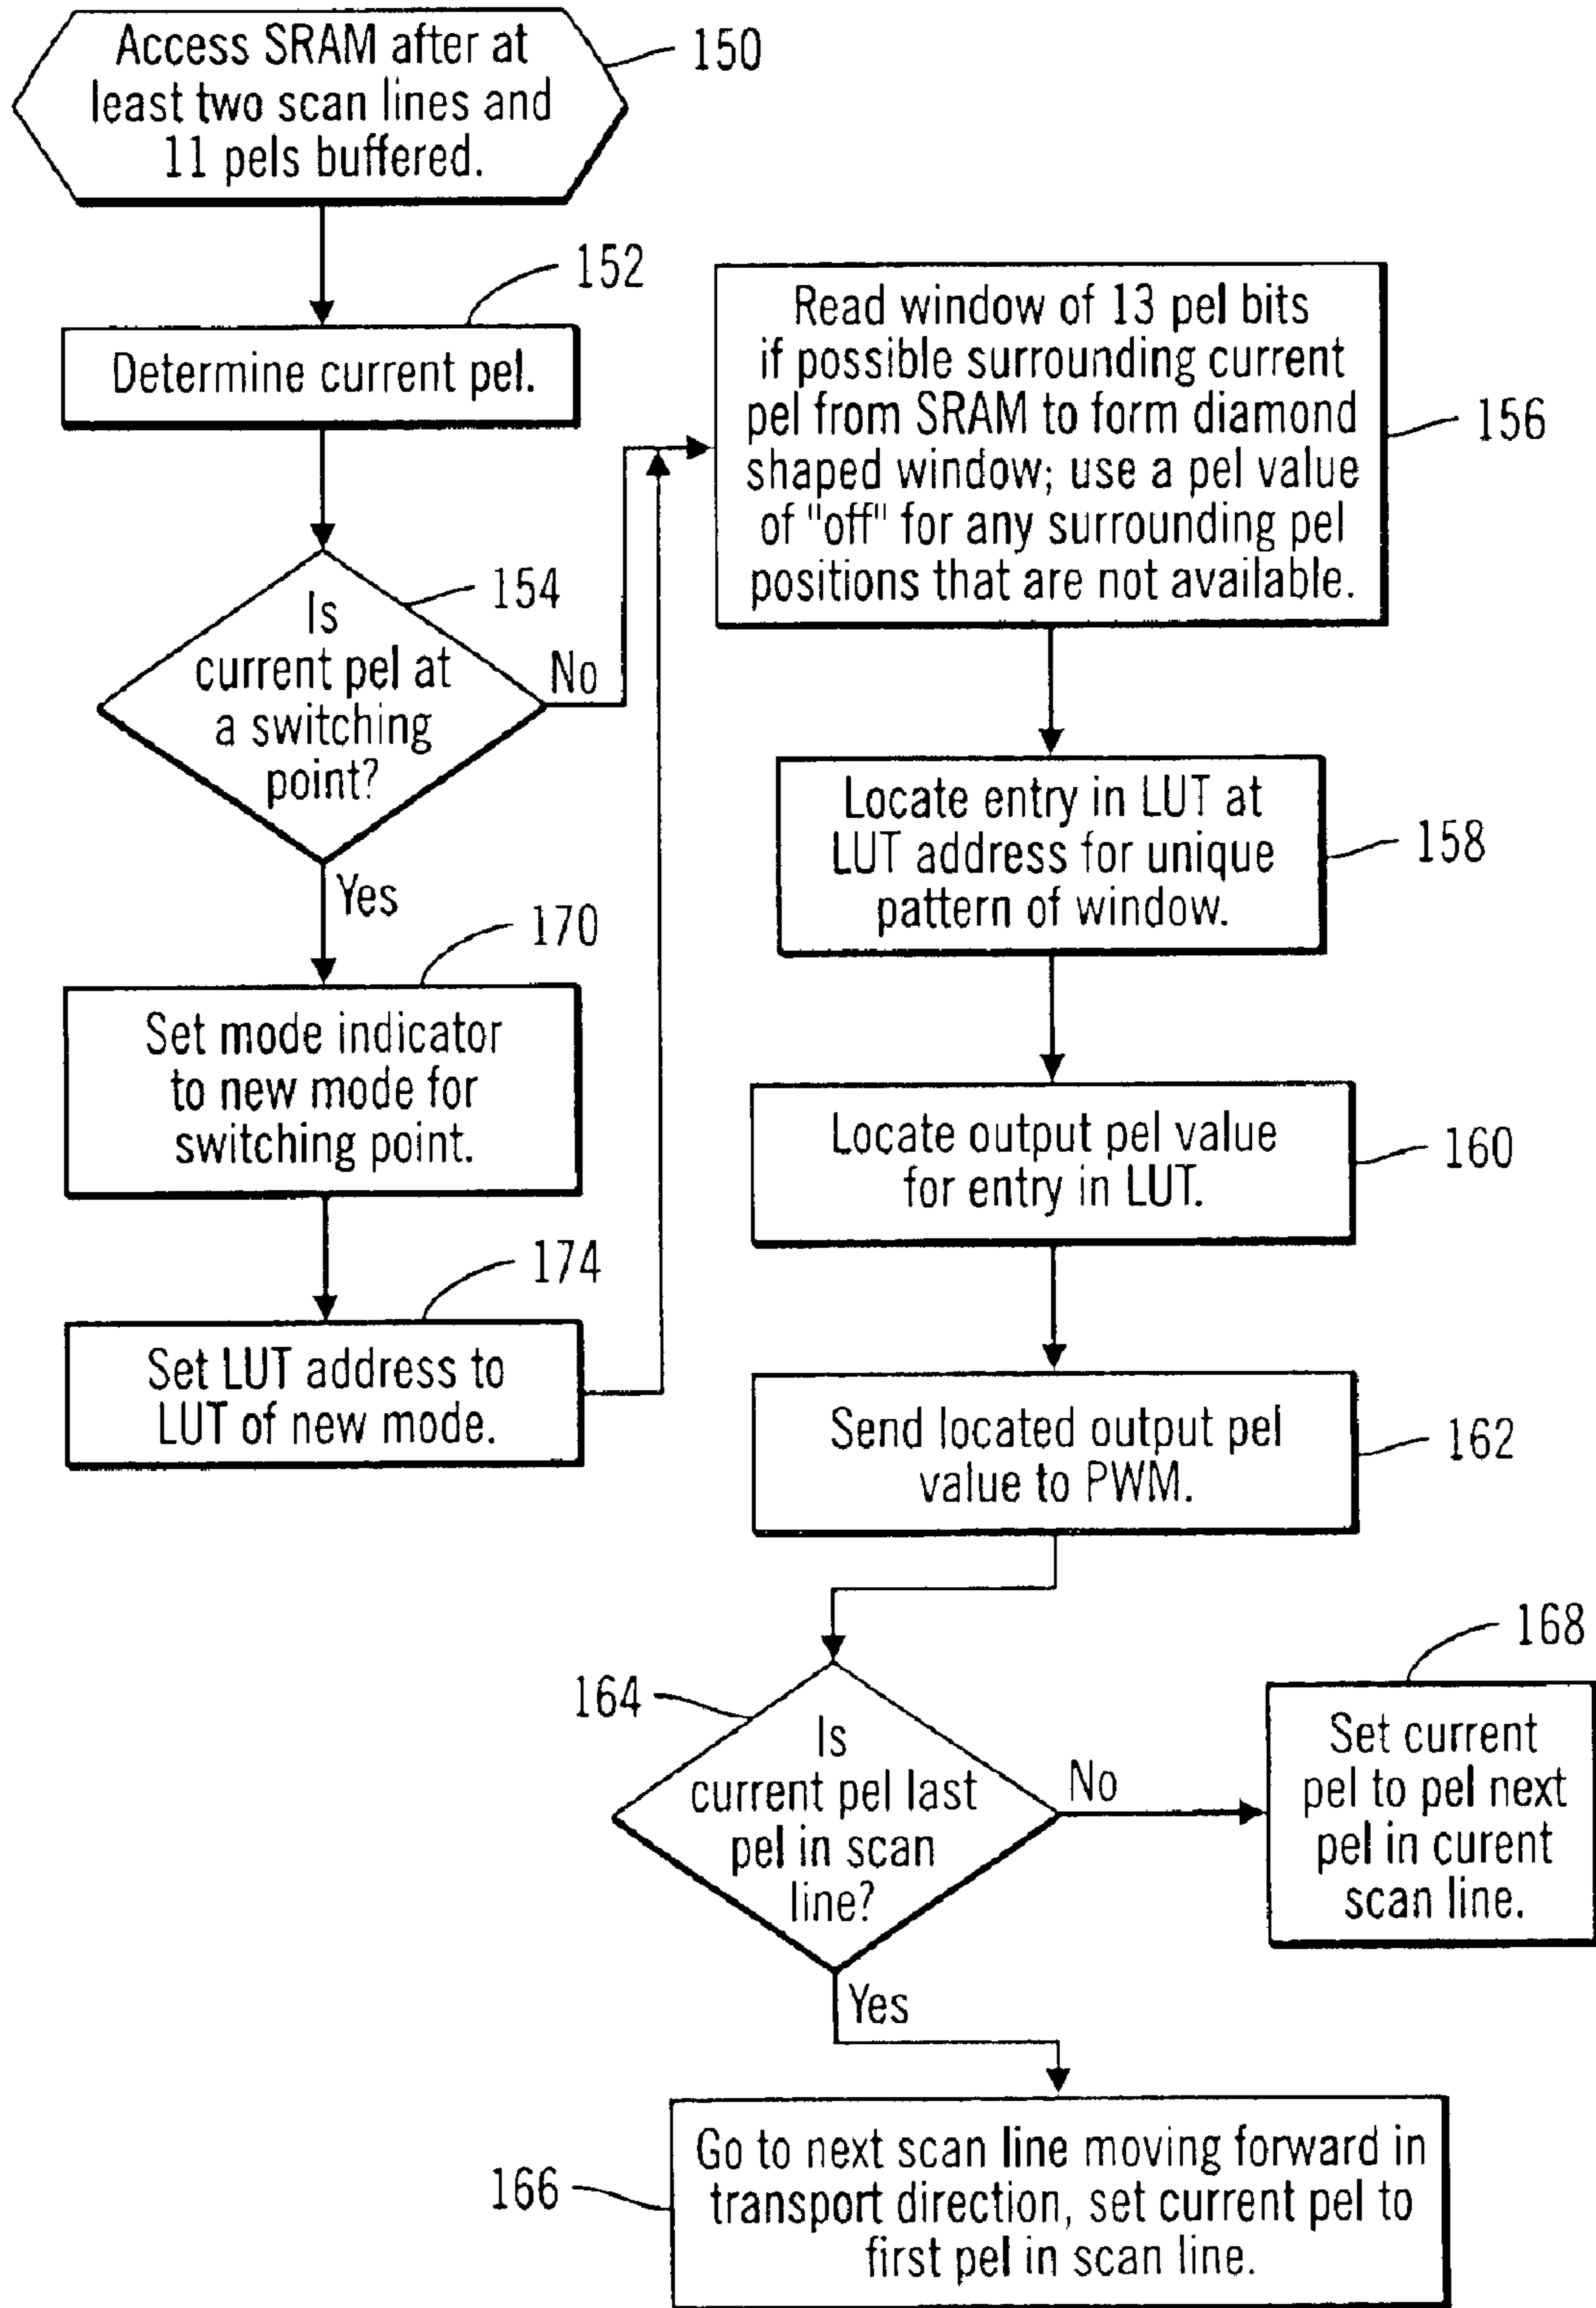 Access SRAM after at
least two scan lines and
11 pels buffered.
150
152
Determine current pel.
154
Is
current pel at
a switching
point?
No
Yes
170
Set mode indicator
to new mode for
switching point.
174
Set LUT address to
LUT of new mode.
Read window of 13 pel bits
if possible surrounding current
pel from SRAM to form diamond
shaped window; use a pel value
of "off" for any surrounding pel
positions that are not available.
156
Locate entry in LUT at
LUT address for unique
pattern of window.
158
Locate output pel value
for entry in LUT.
160
Send located output pel
value to PWM.
162
164
Is
current pel last
pel in scan
line?
No
Yes
168
Set current
pel to pel next
pel in curent
scan line.
166
Go to next scan line moving forward in
transport direction, set current pel to
first pel in scan line.